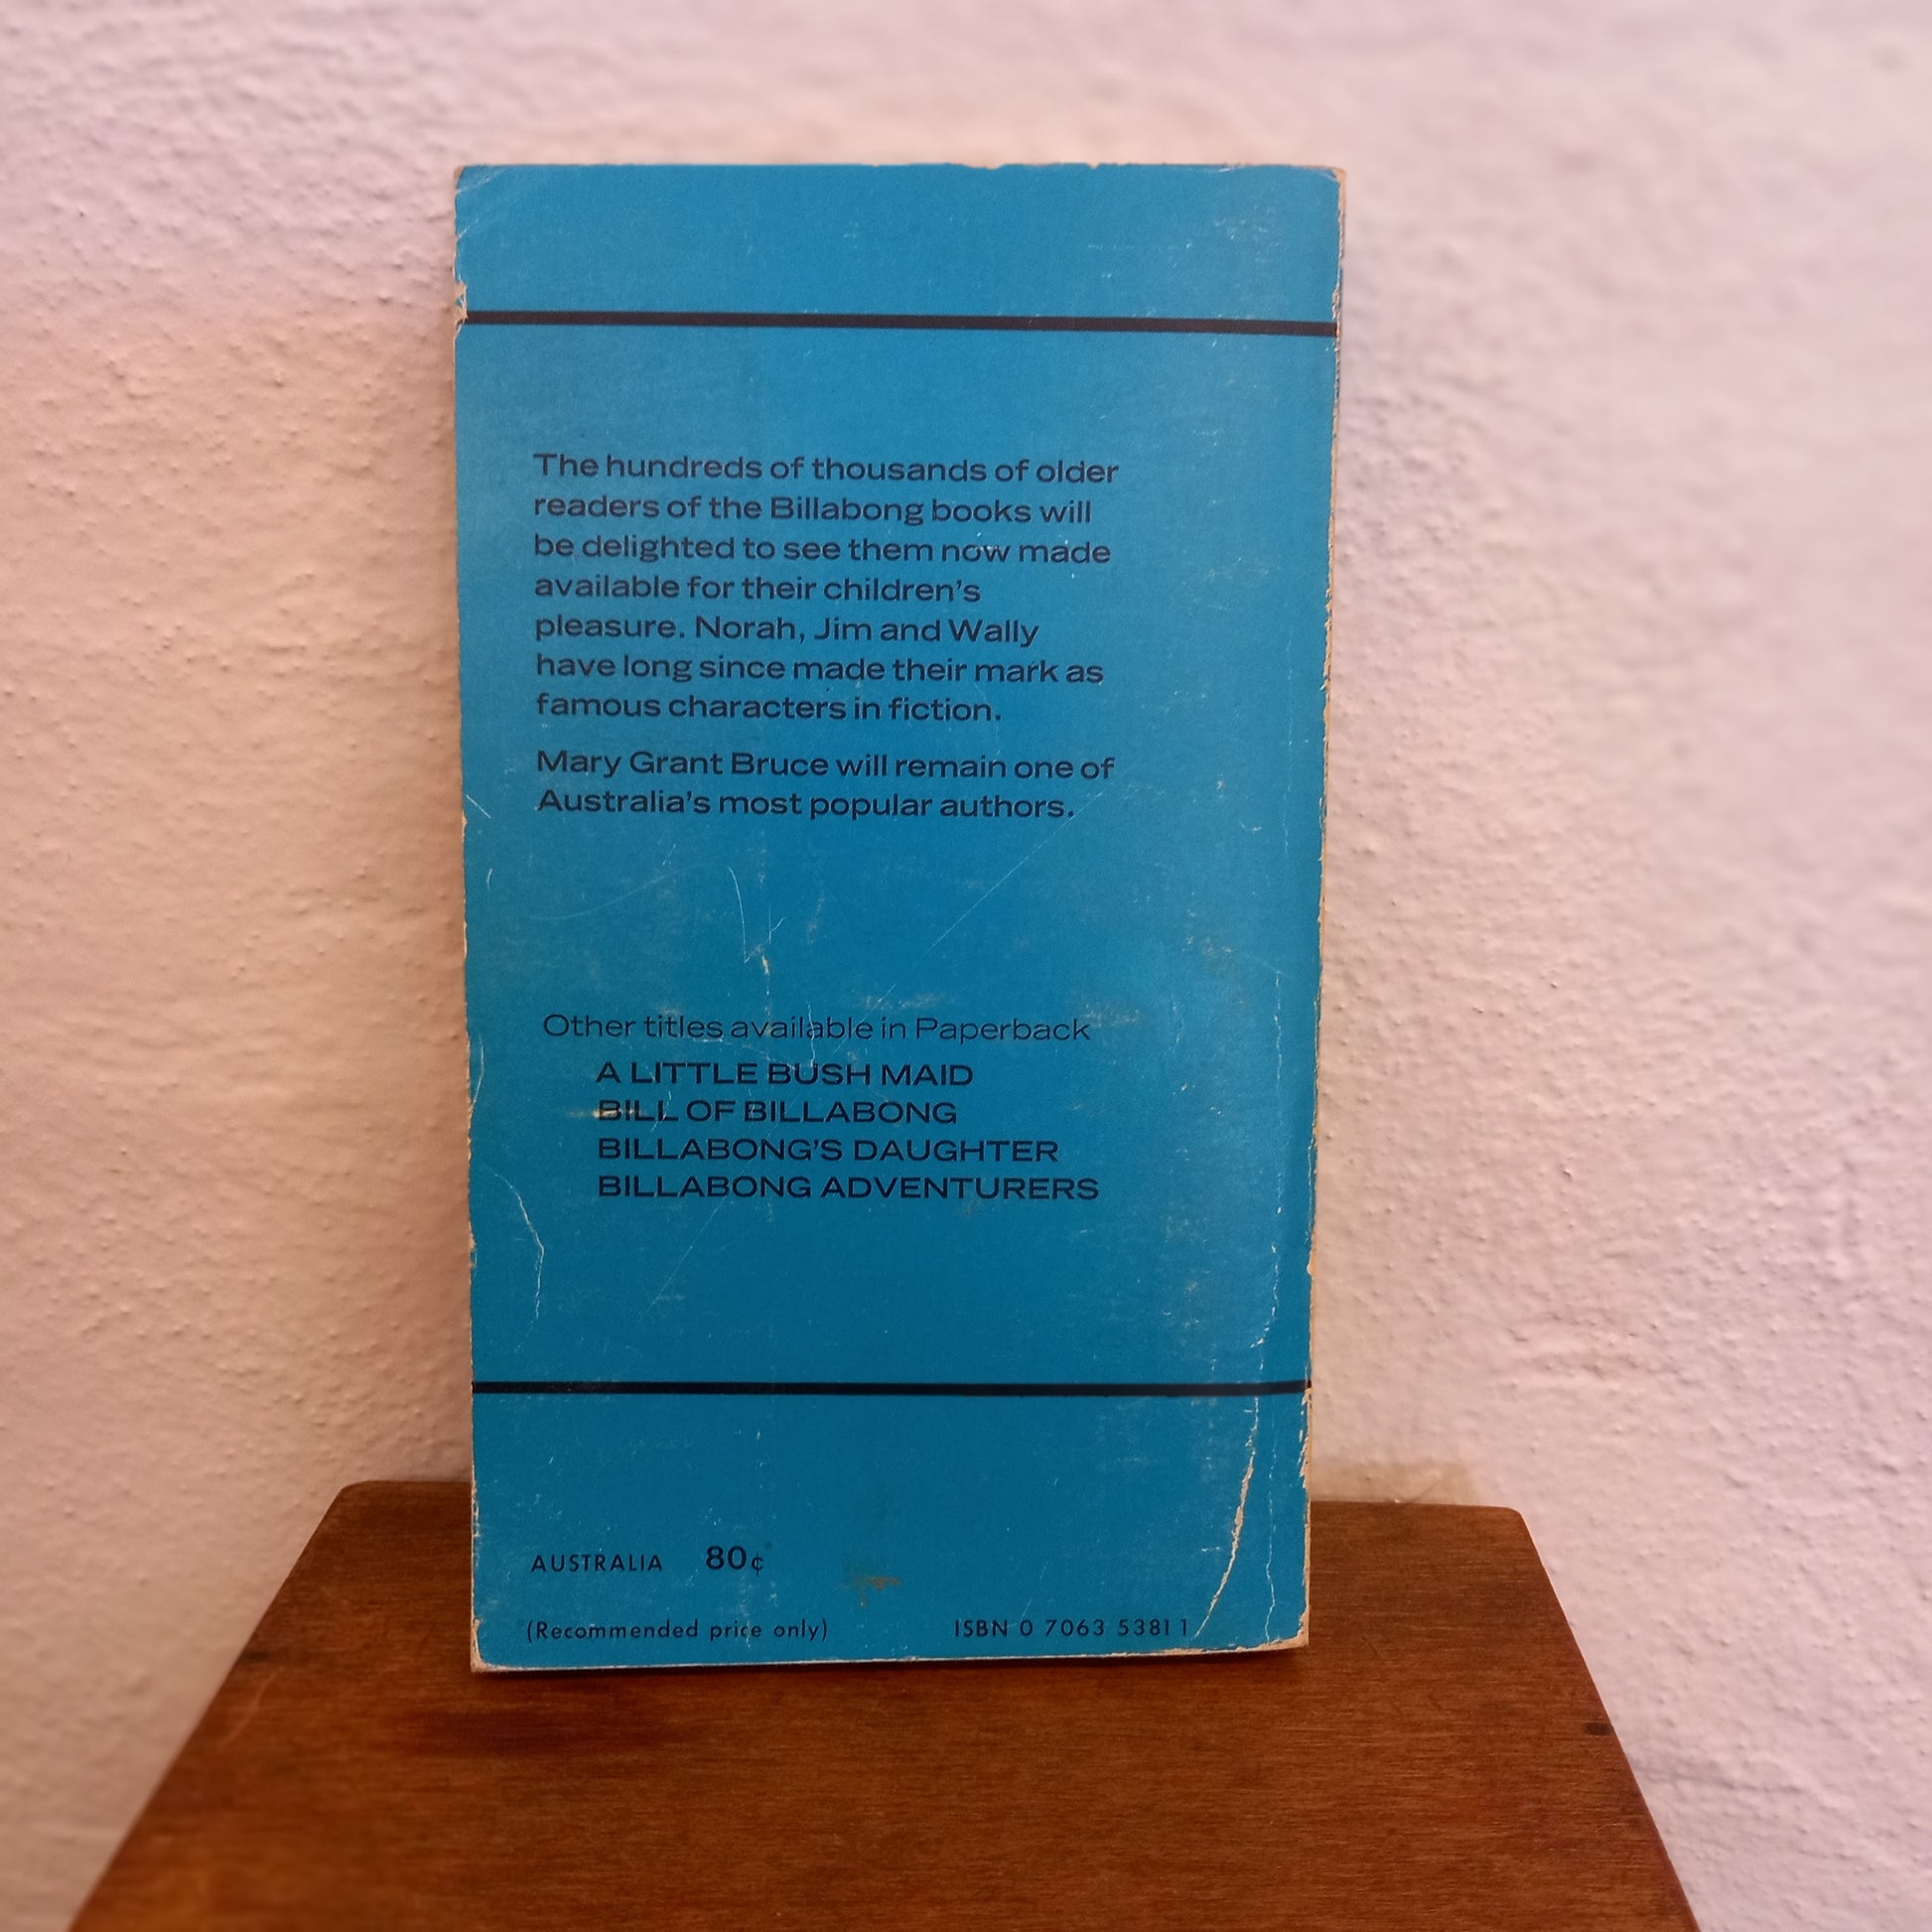 The hundreds of thousands of older
readers of the Billabong books will
be delighted to see them now made
available for their children's
pleasure. Norah, Jim and Wally
have long since made their mark as
famous characters in fiction.
Mary Grant Bruce will remain one of
Australia's most popular authors.
Other titles available in Paperback
A LITTLE BUSH MAID
BILL OF BILLABONG
BILLABONG'S DAUGHTER
BILLABONG ADVENTURERS
AUSTRALIA 80¢
(Recommended price only) ISBN 0 7063 5381 1